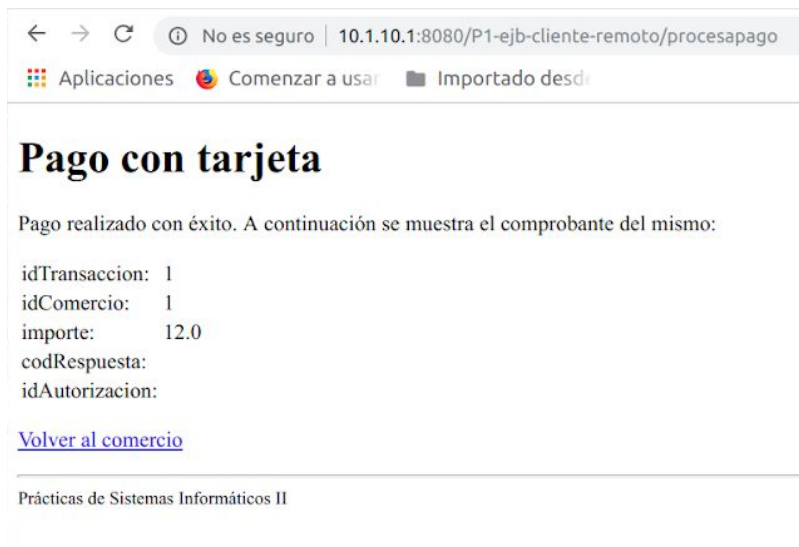 No es seguro 10.1.10.1:8080/P1-ejb-cliente-remoto/procesapago
Aplicaciones Comenzar a usar Importado desde
Pago con tarjeta
Pago realizado con éxito. A continuación se muestra el comprobante del mismo:
idTransaccion: 1
idComercio: 1
importe: 12.0
codRespuesta:
idAutorizacion:
Volver al comercio
Prácticas de Sistemas Informáticos II